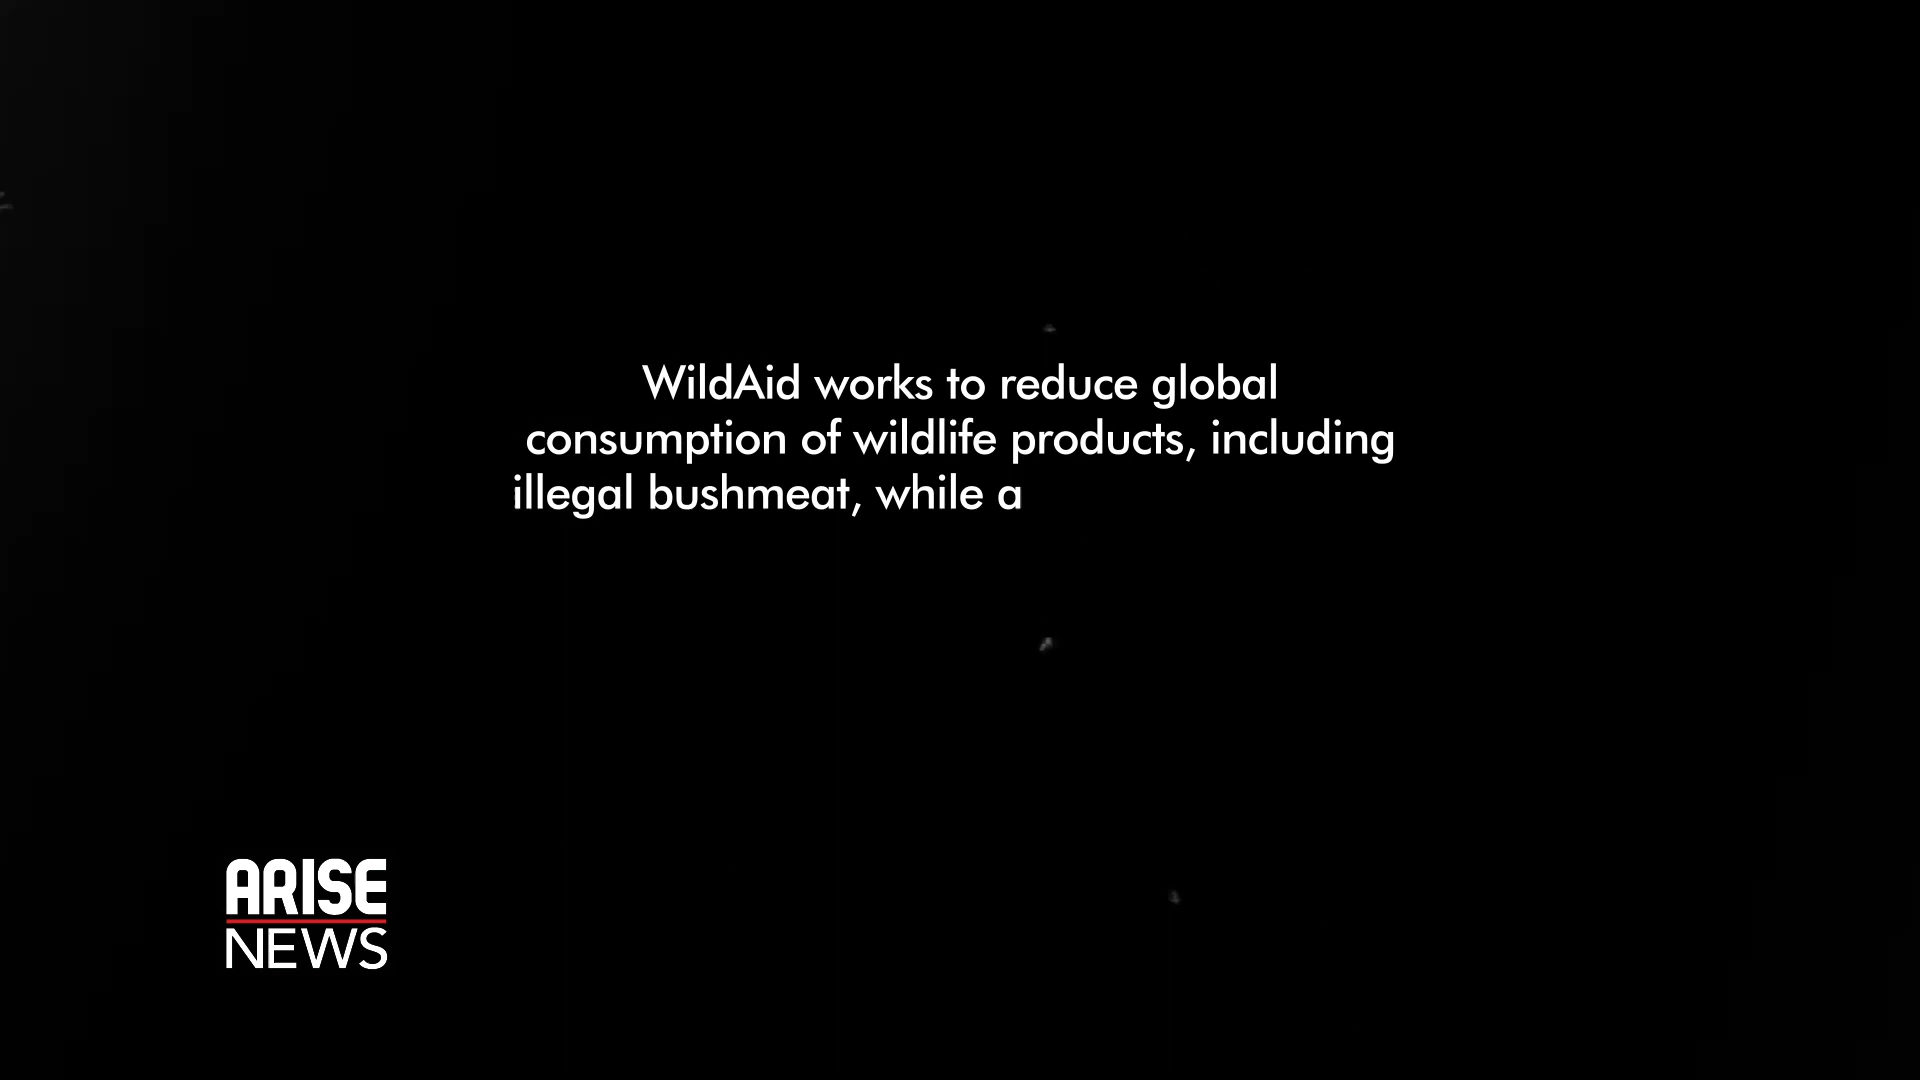 WildAid works to reduce global
consumption of wildlife products, including
illegal bushmeat, while a
ARISE
NEWS